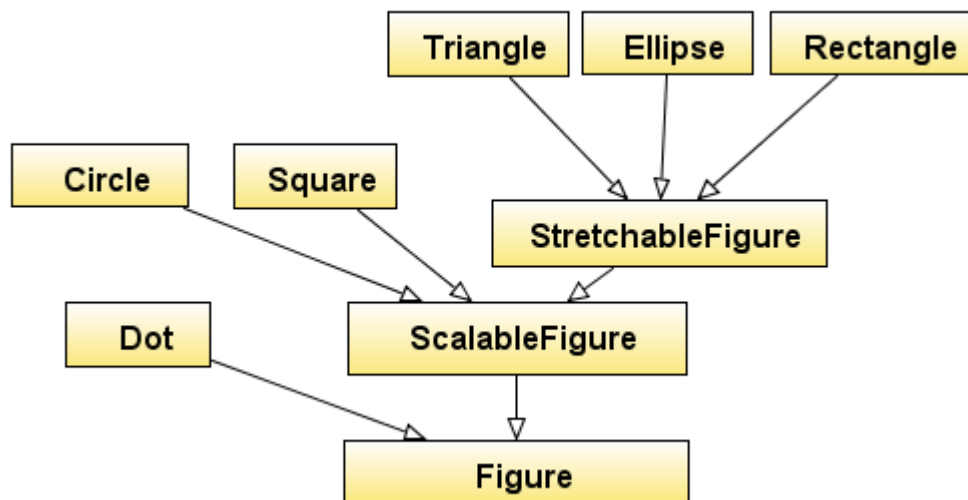 Triangle
Ellipse
Rectangle
Circle
Square
StretchableFigure
Dot
ScalableFigure
Figure